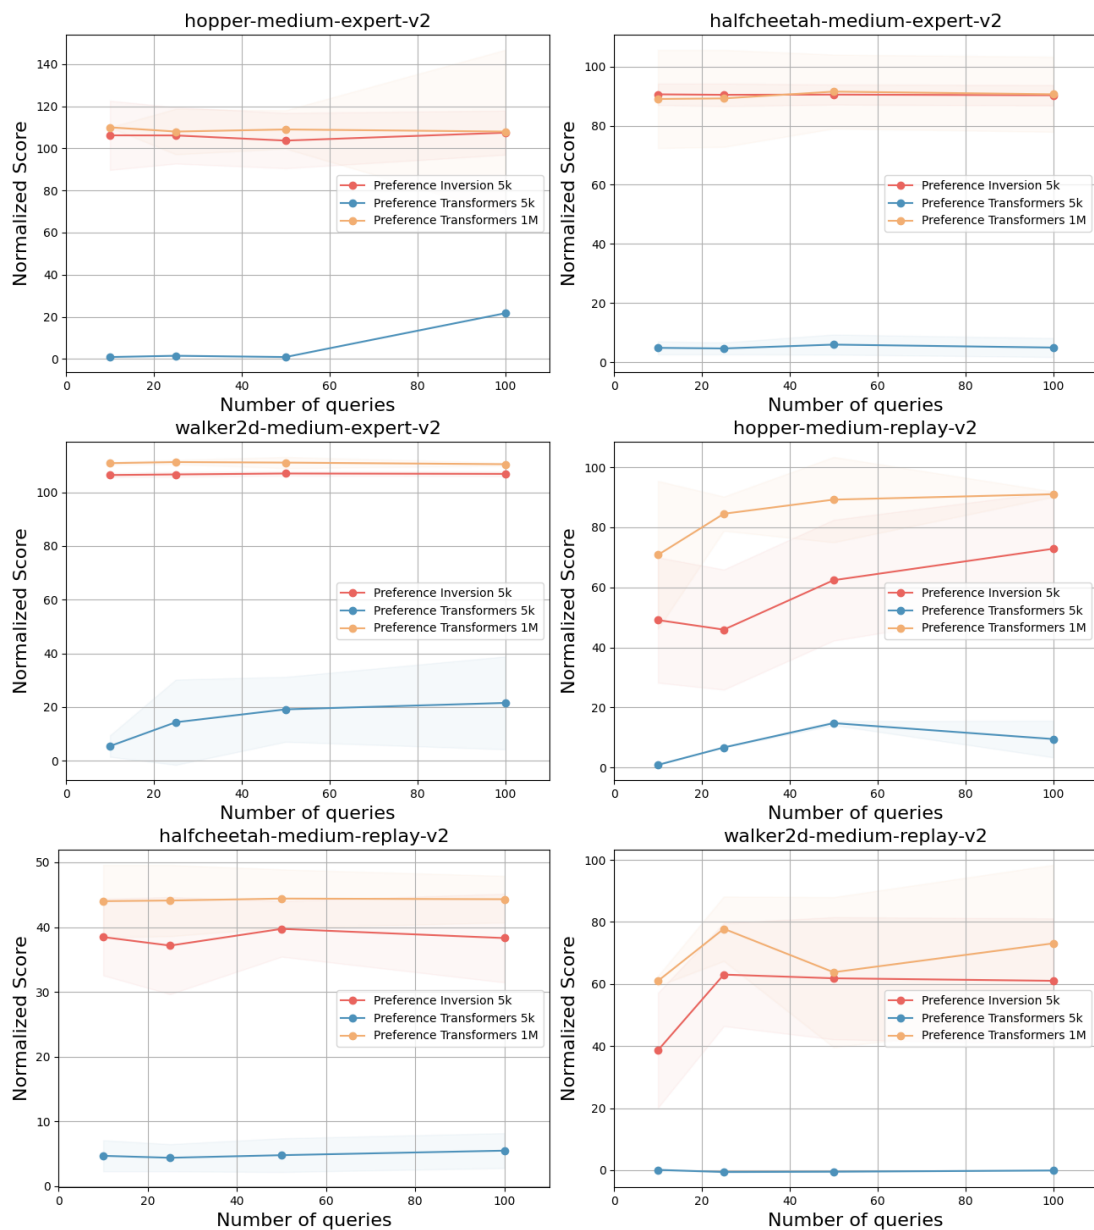 hopper-medium-expert-v2
Normalized Score
140
120
100
80
60
40
20
0
Preference Inversion 5k
Preference Transformers 5k
Preference Transformers 1M
0 20 40 60 80 100
Number of queries
halfcheetah-medium-expert-v2
Normalized Score
100
80
60
40
20
0
Preference Inversion 5k
Preference Transformers 5k
Preference Transformers 1M
0 20 40 60 80 100
Number of queries
walker2d-medium-expert-v2
Normalized Score
100
80
60
40
20
0
Preference Inversion 5k
Preference Transformers 5k
Preference Transformers 1M
0 20 40 60 80 100
Number of queries
hopper-medium-replay-v2
Normalized Score
100
80
60
40
20
0
Preference Inversion 5k
Preference Transformers 5k
Preference Transformers 1M
0 20 40 60 80 100
Number of queries
halfcheetah-medium-replay-v2
Normalized Score
50
40
30
20
10
0
Preference Inversion 5k
Preference Transformers 5k
Preference Transformers 1M
0 20 40 60 80 100
Number of queries
walker2d-medium-replay-v2
Normalized Score
100
80
60
40
20
0
Preference Inversion 5k
Preference Transformers 5k
Preference Transformers 1M
0 20 40 60 80 100
Number of queries